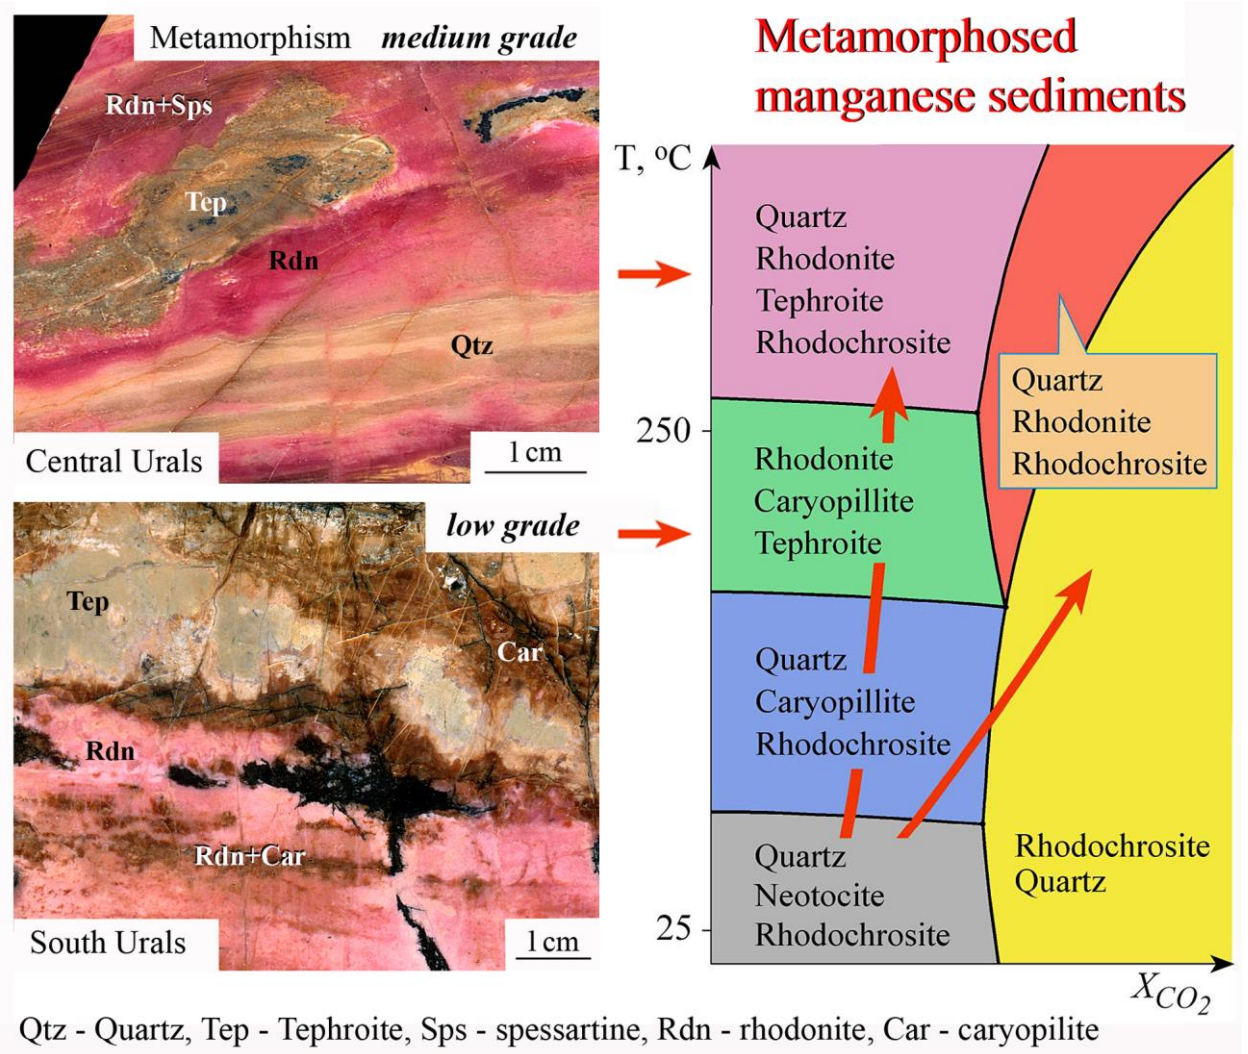 Metamorphism medium grade
Rdn+Sps
Tep
Rdn
Qtz
Central Urals
1 cm
low grade
Tep
Car
Rdn
Rdn+Car
South Urals
1 cm
Metamorphosed
manganese sediments
T, ºC
Quartz
Rhodonite
Tephroite
Rhodochrosite
Quartz
Rhodonite
Rhodochrosite
250
Rhodonite
Caryopillite
Tephroite
Quartz
Caryopillite
Rhodochrosite
Quartz
Neotocite
Rhodochrosite
Rhodochrosite
Quartz
25
XCO2
Qtz - Quartz, Tep - Tephroite, Sps - spessartine, Rdn - rhodonite, Car - caryopilite